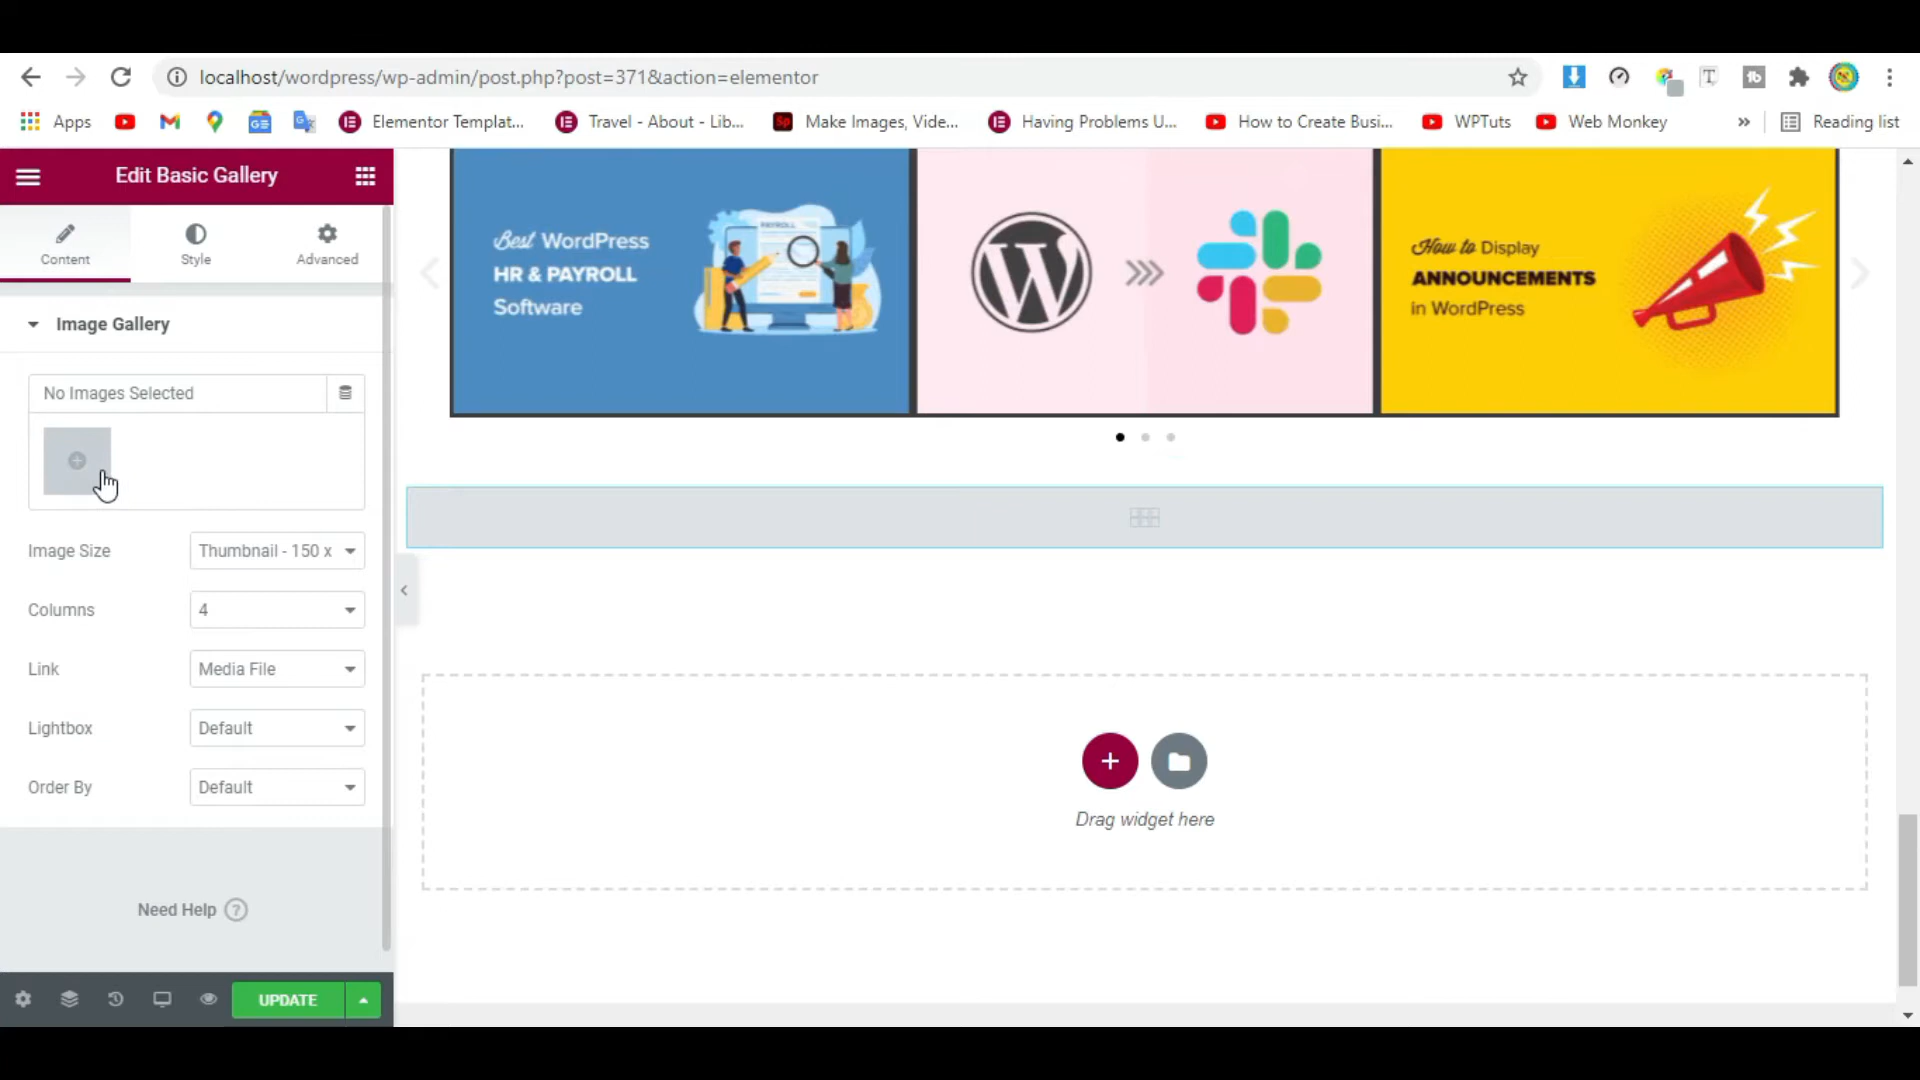 localhost/wordpress/wp-admin/post.php?post=371&action=elementor
Apps
Elementor Templat...
Travel - About - Lib...
Make Images, Vide...
Having Problems U...
How to Create Busi...
WPTuts
Web Monkey
»
Reading list
Edit Basic Gallery
Content
Style
Advanced
Image Gallery
No Images Selected
Image Size
Thumbnail - 150 x
Columns
4
Link
Media File
Lightbox
Default
Order By
Default
Need Help ?
UPDATE
Best WordPress
HR & PAYROLL
Software
PAYROLL
How to Display
ANNOUNCEMENTS
in WordPress
Drag widget here